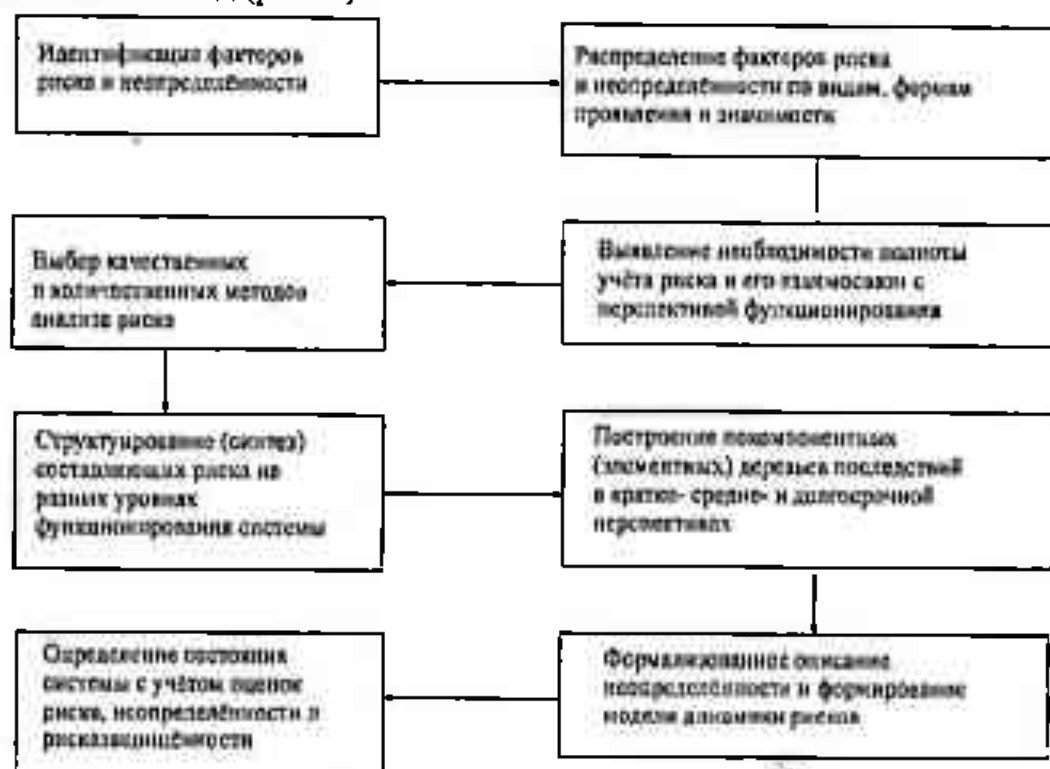 Идентификация факторов
риска и неопределённости
Распределение факторов риска
и неопределённости по видам, формам
проявления и значимости
Выявление необходимости полноты
учёта риска и его взаимосвязи с
перспективой функционирования
Выбор качественных
и количественных методов
анализа риска
Структуирование (синтез)
составляющих риска на
разных уровнях
функционирования системы
Построение покомпонентных
(элементных) деревьев последствий
в кратко- средне- и долгосрочной
перспективах
Формализованное описание
неопределённости и формирование
модели динамики рисков
Определение состояния
системы с учётом оценок
риска, неопределённости и
рискозащищённости